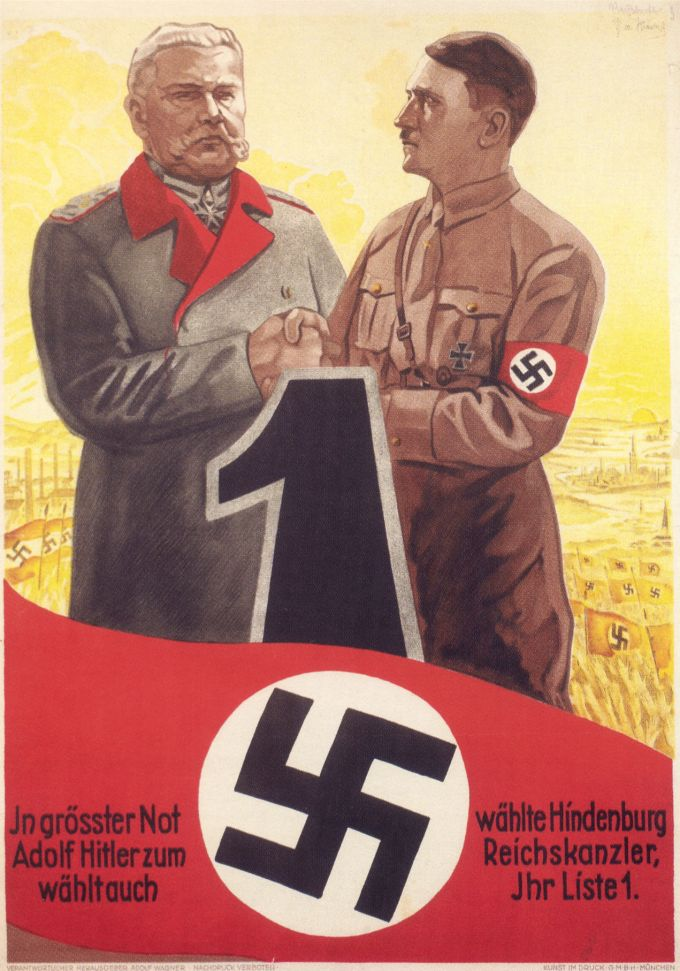 1
Jn grösster Not wählte Hindenburg
Adolf Hitler zum Reichskanzler,
wählt auch Jhr Liste 1.
VERANTWORTLICHER HERAUSGEBER: ADOLF WAGNER · NACHDRUCK VERBOTEN KUNST IM DRUCK · G·M·B·H · MÜNCHEN